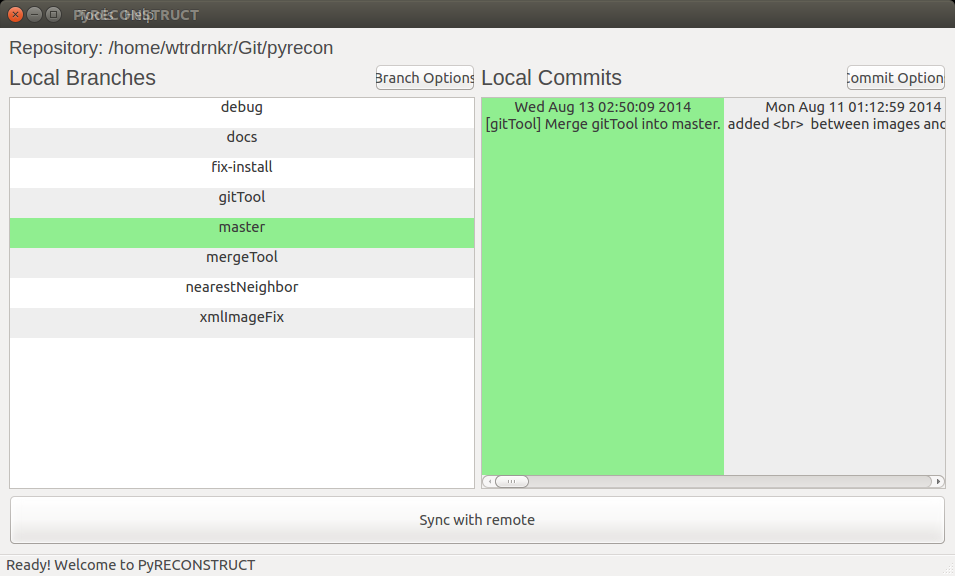 PyRECONSTRUCT
Help
Repository: /home/wtrdrnkr/Git/pyrecon
Local Branches
Branch Options
Local Commits
Commit Option
debug
docs
fix-install
gitTool
master
mergeTool
nearestNeighbor
xmlImageFix
Wed Aug 13 02:50:09 2014
[gitTool] Merge gitTool into master.
Mon Aug 11 01:12:59 2014
added <br> between images and
Sync with remote
Ready! Welcome to PyRECONSTRUCT